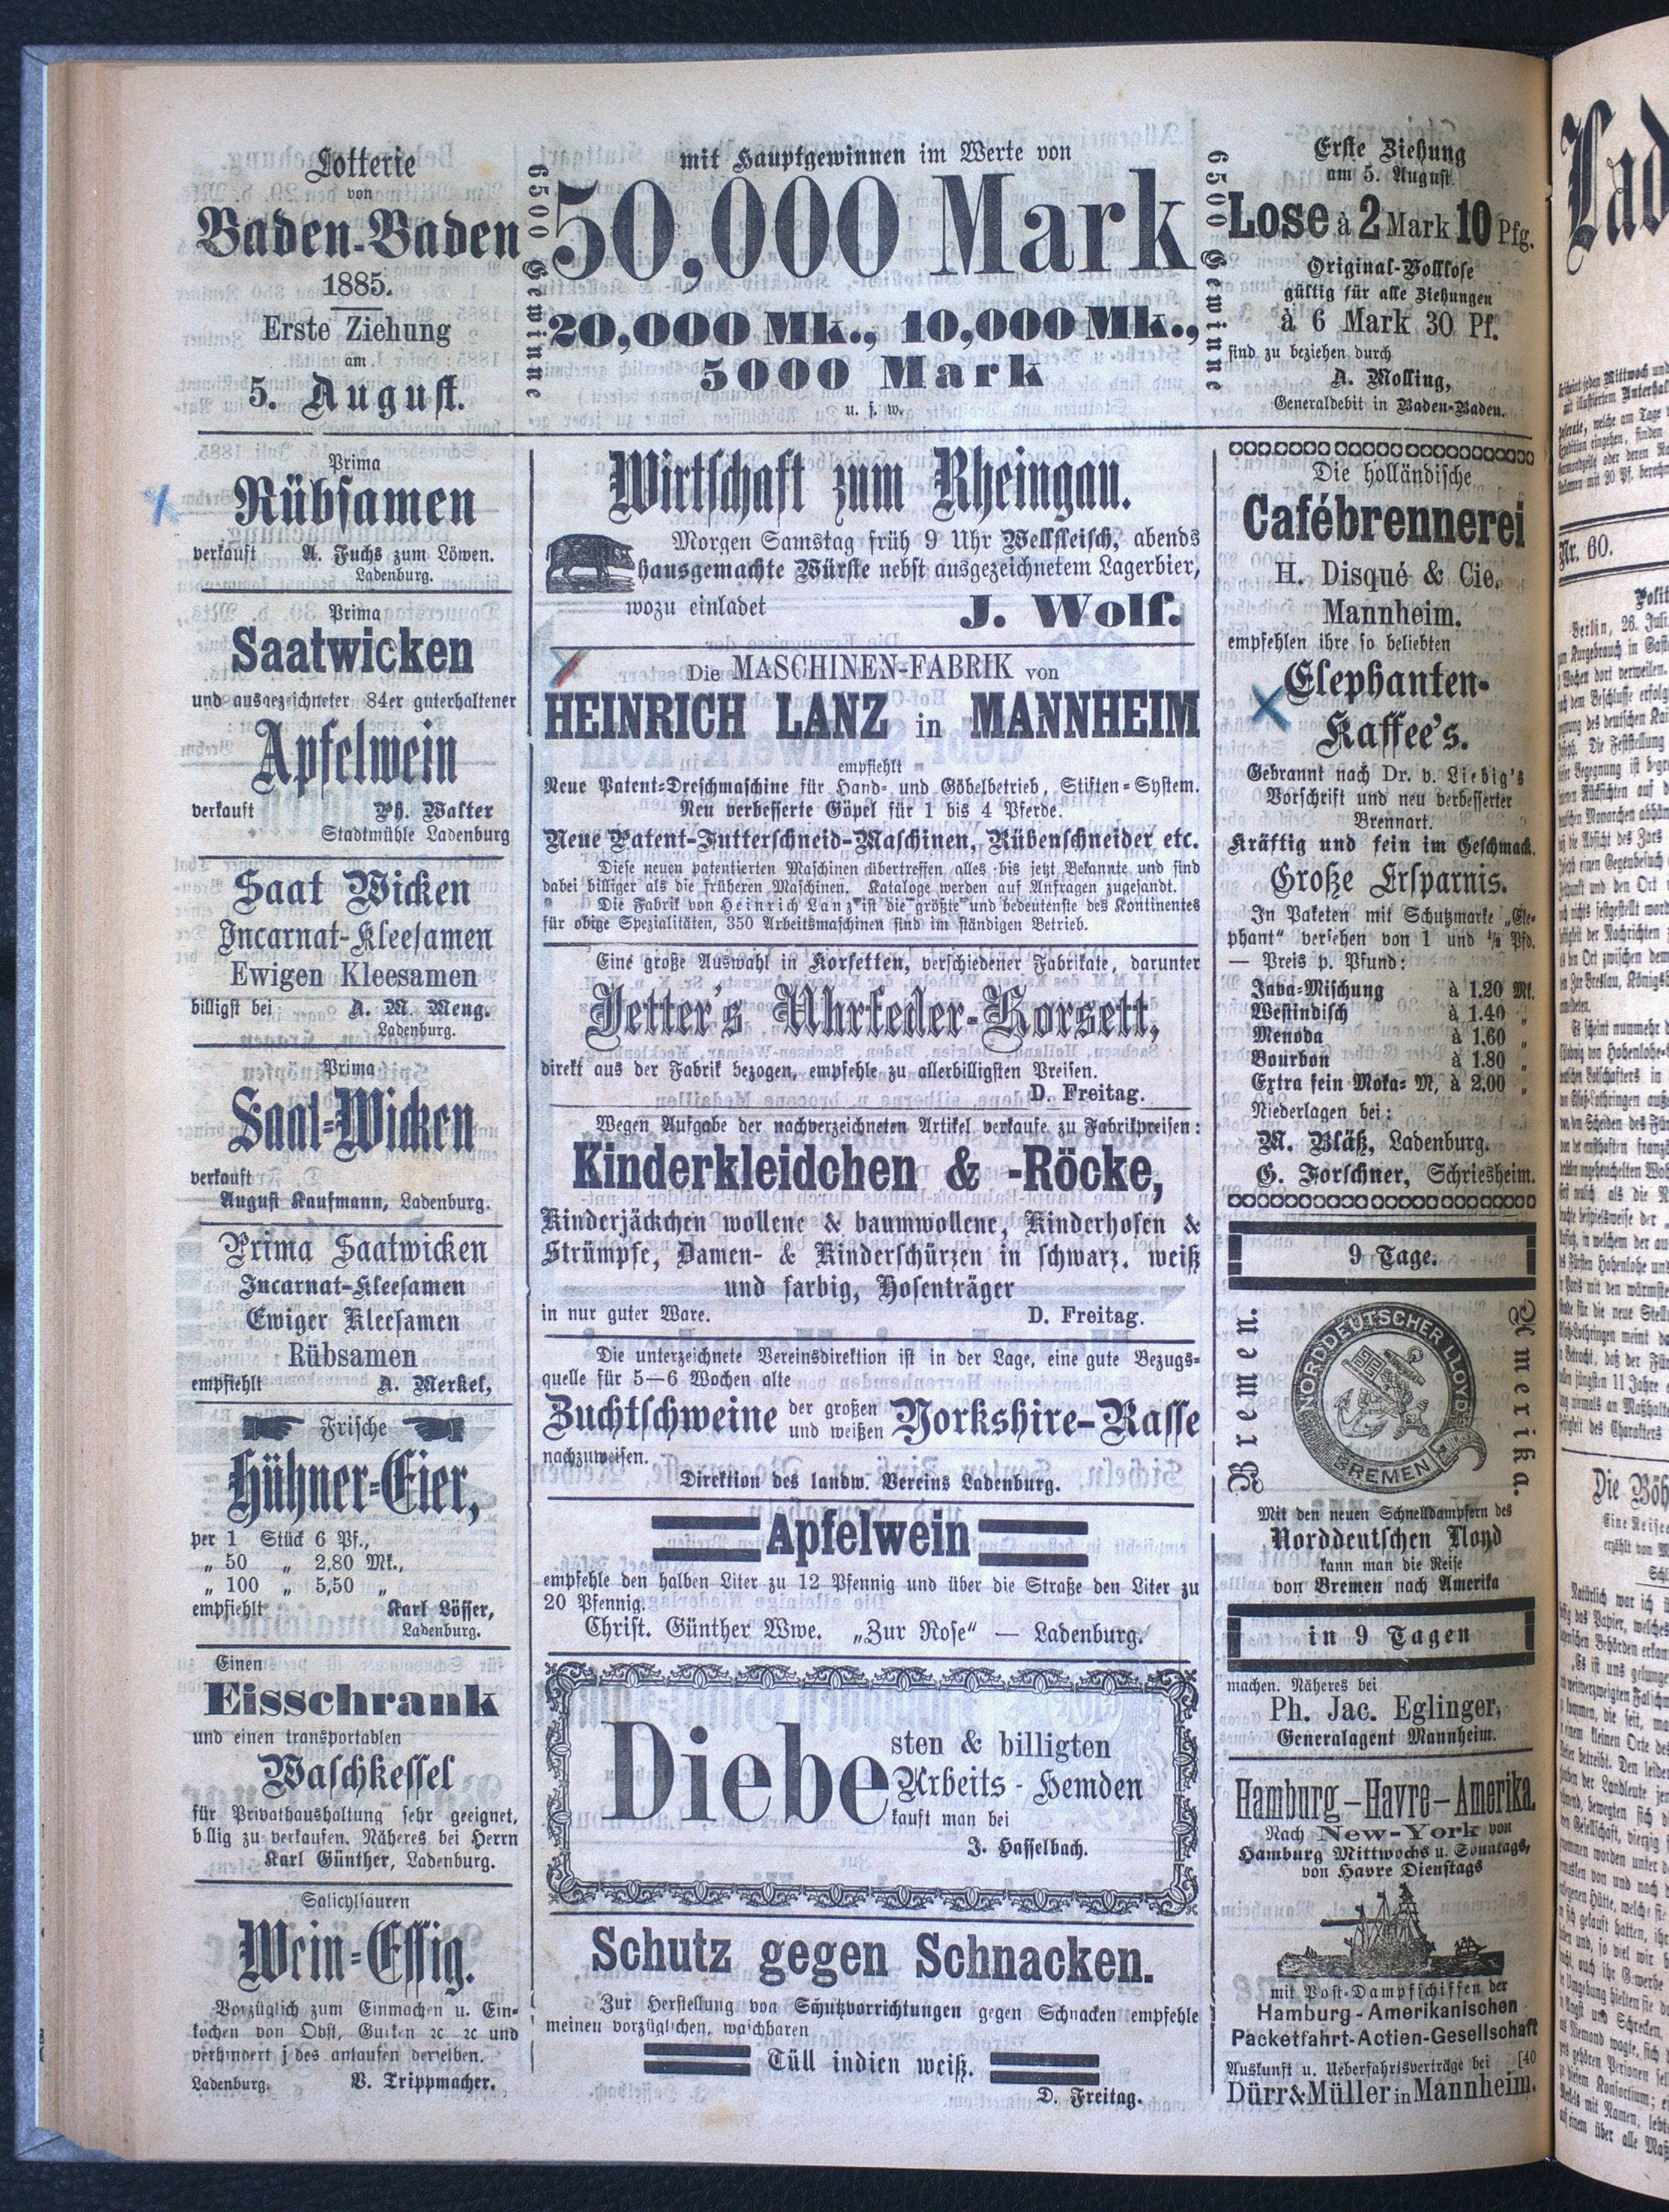 Lotterie
von
Baden-Baden
1885.
Erste Ziehung
am
5. August.
6500 Gewinne
mit Hauptgewinnen im Werte von
50,000 Mark
20,000 Mk., 10,000 Mk.,
5000 Mark
u. s. w.
6500 Gewinne
Erste Ziehung
am 5. August.
Lose à 2 Mark 10 Pfg.
Original-Volllose
gültig für alle Ziehungen
à 6 Mark 30 Pf.
sind zu beziehen durch
A. Molling,
Generaldebit in Baden-Baden.
Prima
Rübsamen
verkauft A. Fuchs zum Löwen.
Ladenburg.
Prima
Saatwicken
und ausgezeichneter 84er guterhaltener
Apfelwein
verkauft Ph. Walter
Stadtmühle Ladenburg
Saat Wicken
Incarnat-Kleesamen
Ewigen Kleesamen
billigst bei A. M. Meng.
Ladenburg.
Prima
Saat-Wicken
verkauft
August Kaufmann, Ladenburg.
Prima Saatwicken
Incarnat-Kleesamen
Ewiger Kleesamen
Rübsamen
empfiehlt A. Merkel,
Frische
Hühner-Eier,
per 1 Stück 6 Pf.,
„ 50 „ 2,80 Mk.,
„ 100 „ 5,50 „
empfiehlt Karl Lösser,
Ladenburg.
Einen
Eisschrank
und einen transportablen
Waschkessel
für Privathaushaltung sehr geeignet,
b llig zu verkaufen. Näheres bei Herrn
Karl Günther, Ladenburg.
Salicylsäuren
Wein-Essig.
Vorzüglich zum Einmachen u. Ein-
kochen von Obst, Gurken ꝛc ꝛc und
verhindert j des anlaufen derselben.
Ladenburg. V. Trippmacher.
Wirtschaft zum Rheingau.
Morgen Samstag früh 9 Uhr Wellfleisch, abends
hausgemachte Würste nebst ausgezeichnetem Lagerbier,
wozu einladet J. Wolf.
Die MASCHINEN-FABRIK von
HEINRICH LANZ in MANNHEIM
empfiehlt
Neue Patent-Dreschmaschine für Hand- und Göbelbetrieb, Stiften-System.
Neu verbesserte Göpel für 1 bis 4 Pferde.
Neue Patent-Futterschneid-Maschinen, Rübenschneider etc.
Diese neuen patentierten Maschinen übertreffen alles bis jetzt Bekannte und sind
dabei billiger als die früheren Maschinen. Kataloge werden auf Anfragen zugesandt.
Die Fabrik von Heinrich Lanz ist die größte und bedeutenste des Kontinentes
für obige Spezialitäten, 350 Arbeitsmaschinen sind im ständigen Betrieb.
Eine große Auswahl in Korsetten, verschiedener Fabrikate, darunter
Jetter's Uhrfeder-Korsett,
direkt aus der Fabrik bezogen, empfehle zu allerbilligsten Preisen.
D. Freitag.
Wegen Aufgabe der nachverzeichneten Artikel verkaufe zu Fabrikpreisen:
Kinderkleidchen & -Röcke,
Kinderjäckchen wollene & baumwollene, Kinderhosen &
Strümpfe, Damen- & Kinderschürzen in schwarz, weiß
und farbig, Hosenträger
in nur guter Ware. D. Freitag.
Die unterzeichnete Vereinsdirektion ist in der Lage, eine gute Bezugs-
quelle für 5—6 Wochen alte
Zuchtschweine der großen und weißen Yorkshire-Rasse
nachzuweisen.
Direktion des landw. Vereins Ladenburg.
Apfelwein
empfehle den halben Liter zu 12 Pfennig und über die Straße den Liter zu
20 Pfennig.
Christ. Günther Wwe. „Zur Rose“ — Ladenburg.
Diebe sten & billigten
Arbeits-Hemden
kauft man bei
J. Hasselbach.
Schutz gegen Schnacken.
Zur Herstellung von Schutzvorrichtungen gegen Schnacken empfehle
meinen vorzüglichen, waschbaren
Tüll indien weiß.
D. Freitag.
Die holländische
Cafébrennerei
H. Disqué & Cie.
Mannheim.
empfehlen ihre so beliebten
Elephanten-
Kaffee's.
Gebrannt nach Dr. v. Liebig's
Vorschrift und neu verbesserter
Brennart.
Kräftig und fein im Geschmack.
Große Ersparnis.
In Paketen mit Schutzmarke „Ele-
phant“ versehen von 1 und ½ Pfd.
— Preis p. Pfund:
Java-Mischung à 1.20 Mk.
Westindisch à 1.40 „
Menoda à 1.60 „
Bourbon à 1.80 „
Extra fein Moka- M. à 2.00 „
Niederlagen bei:
M. Bläß, Ladenburg.
G. Forschner, Schriesheim.
9 Tage.
Bremen.
NORDDEUTSCHER LLOYD
BREMEN
Amerika.
Mit den neuen Schnelldampfern des
Norddeutschen Lloyd
kann man die Reise
von Bremen nach Amerika
in 9 Tagen
machen. Näheres bei
Ph. Jac. Eglinger,
Generalagent Mannheim.
Hamburg-Havre-Amerika.
Nach New-York von
Hamburg Mittwochs u. Sonntags,
von Havre Dienstags
mit Post-Dampfschiffen der
Hamburg-Amerikanischen
Packetfahrt-Actien-Gesellschaft
Auskunft u. Ueberfahrtsverträge bei [40
Dürr & Müller in Mannheim.
Lad
Nr. 60.
Berlin, 26. Juli.
Die Böh